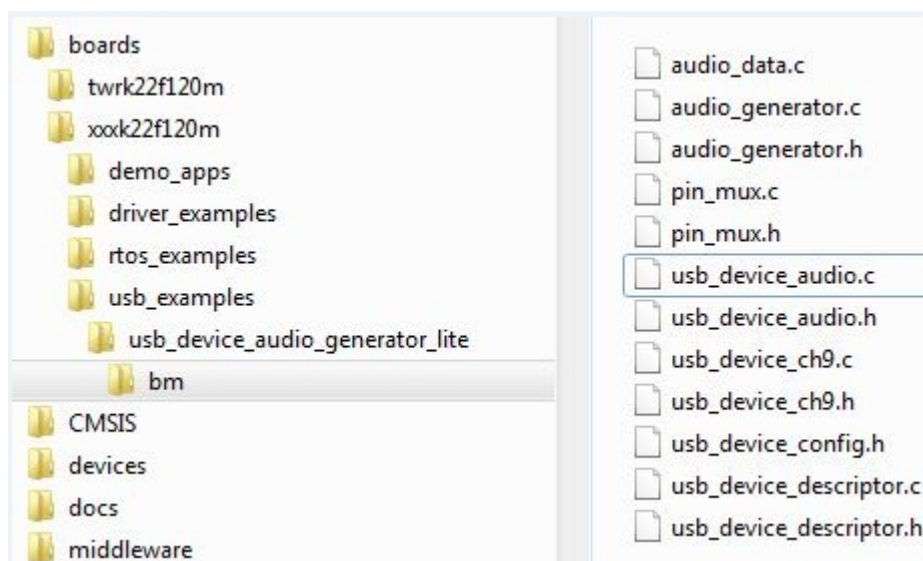 boards
twrk22f120m
xxxk22f120m
demo_apps
driver_examples
rtos_examples
usb_examples
usb_device_audio_generator_lite
bm
CMSIS
devices
docs
middleware
audio_data.c
audio_generator.c
audio_generator.h
pin_mux.c
pin_mux.h
usb_device_audio.c
usb_device_audio.h
usb_device_ch9.c
usb_device_ch9.h
usb_device_config.h
usb_device_descriptor.c
usb_device_descriptor.h